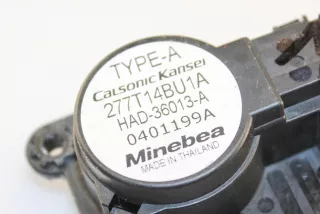 TYPE-A
Calsonic Kansei
277T14BU1A
HAD-36013-A
0401199A
Minebea
MADE IN THAILAND